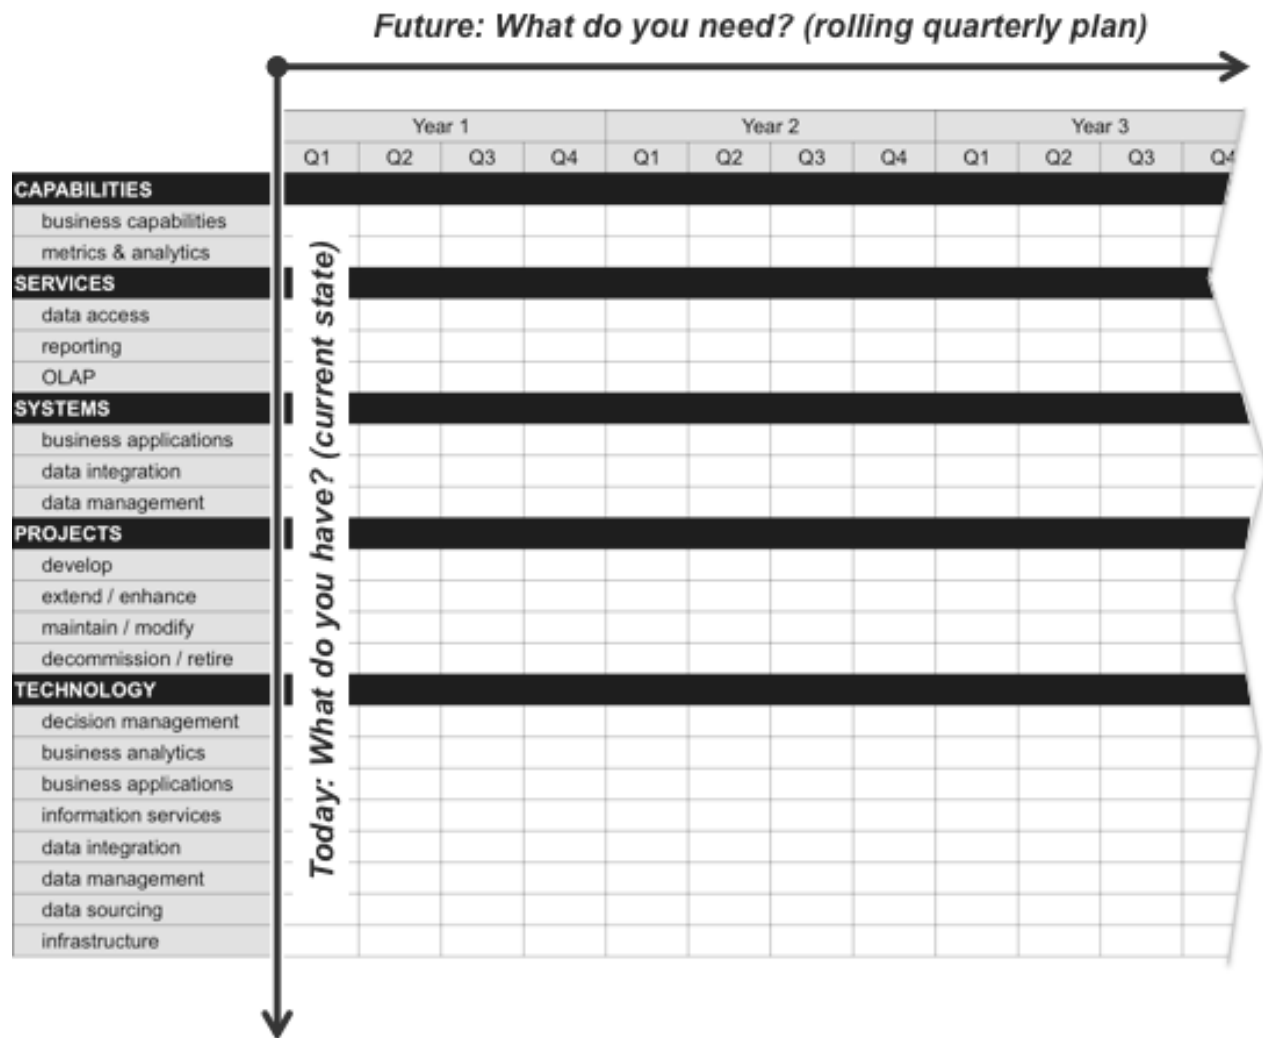 Future: What do you need? (rolling quarterly plan)
Year 1 Year 2 Year 3
Q1 Q2 Q3 Q4 Q1 Q2 Q3 Q4 Q1 Q2 Q3 Q4
CAPABILITIES
business capabilities
metrics & analytics
SERVICES
data access
reporting
OLAP
SYSTEMS
business applications
data integration
data management
PROJECTS
develop
extend / enhance
maintain / modify
decommission / retire
TECHNOLOGY
decision management
business analytics
business applications
information services
data integration
data management
data sourcing
infrastructure
Today: What do you have? (current state)